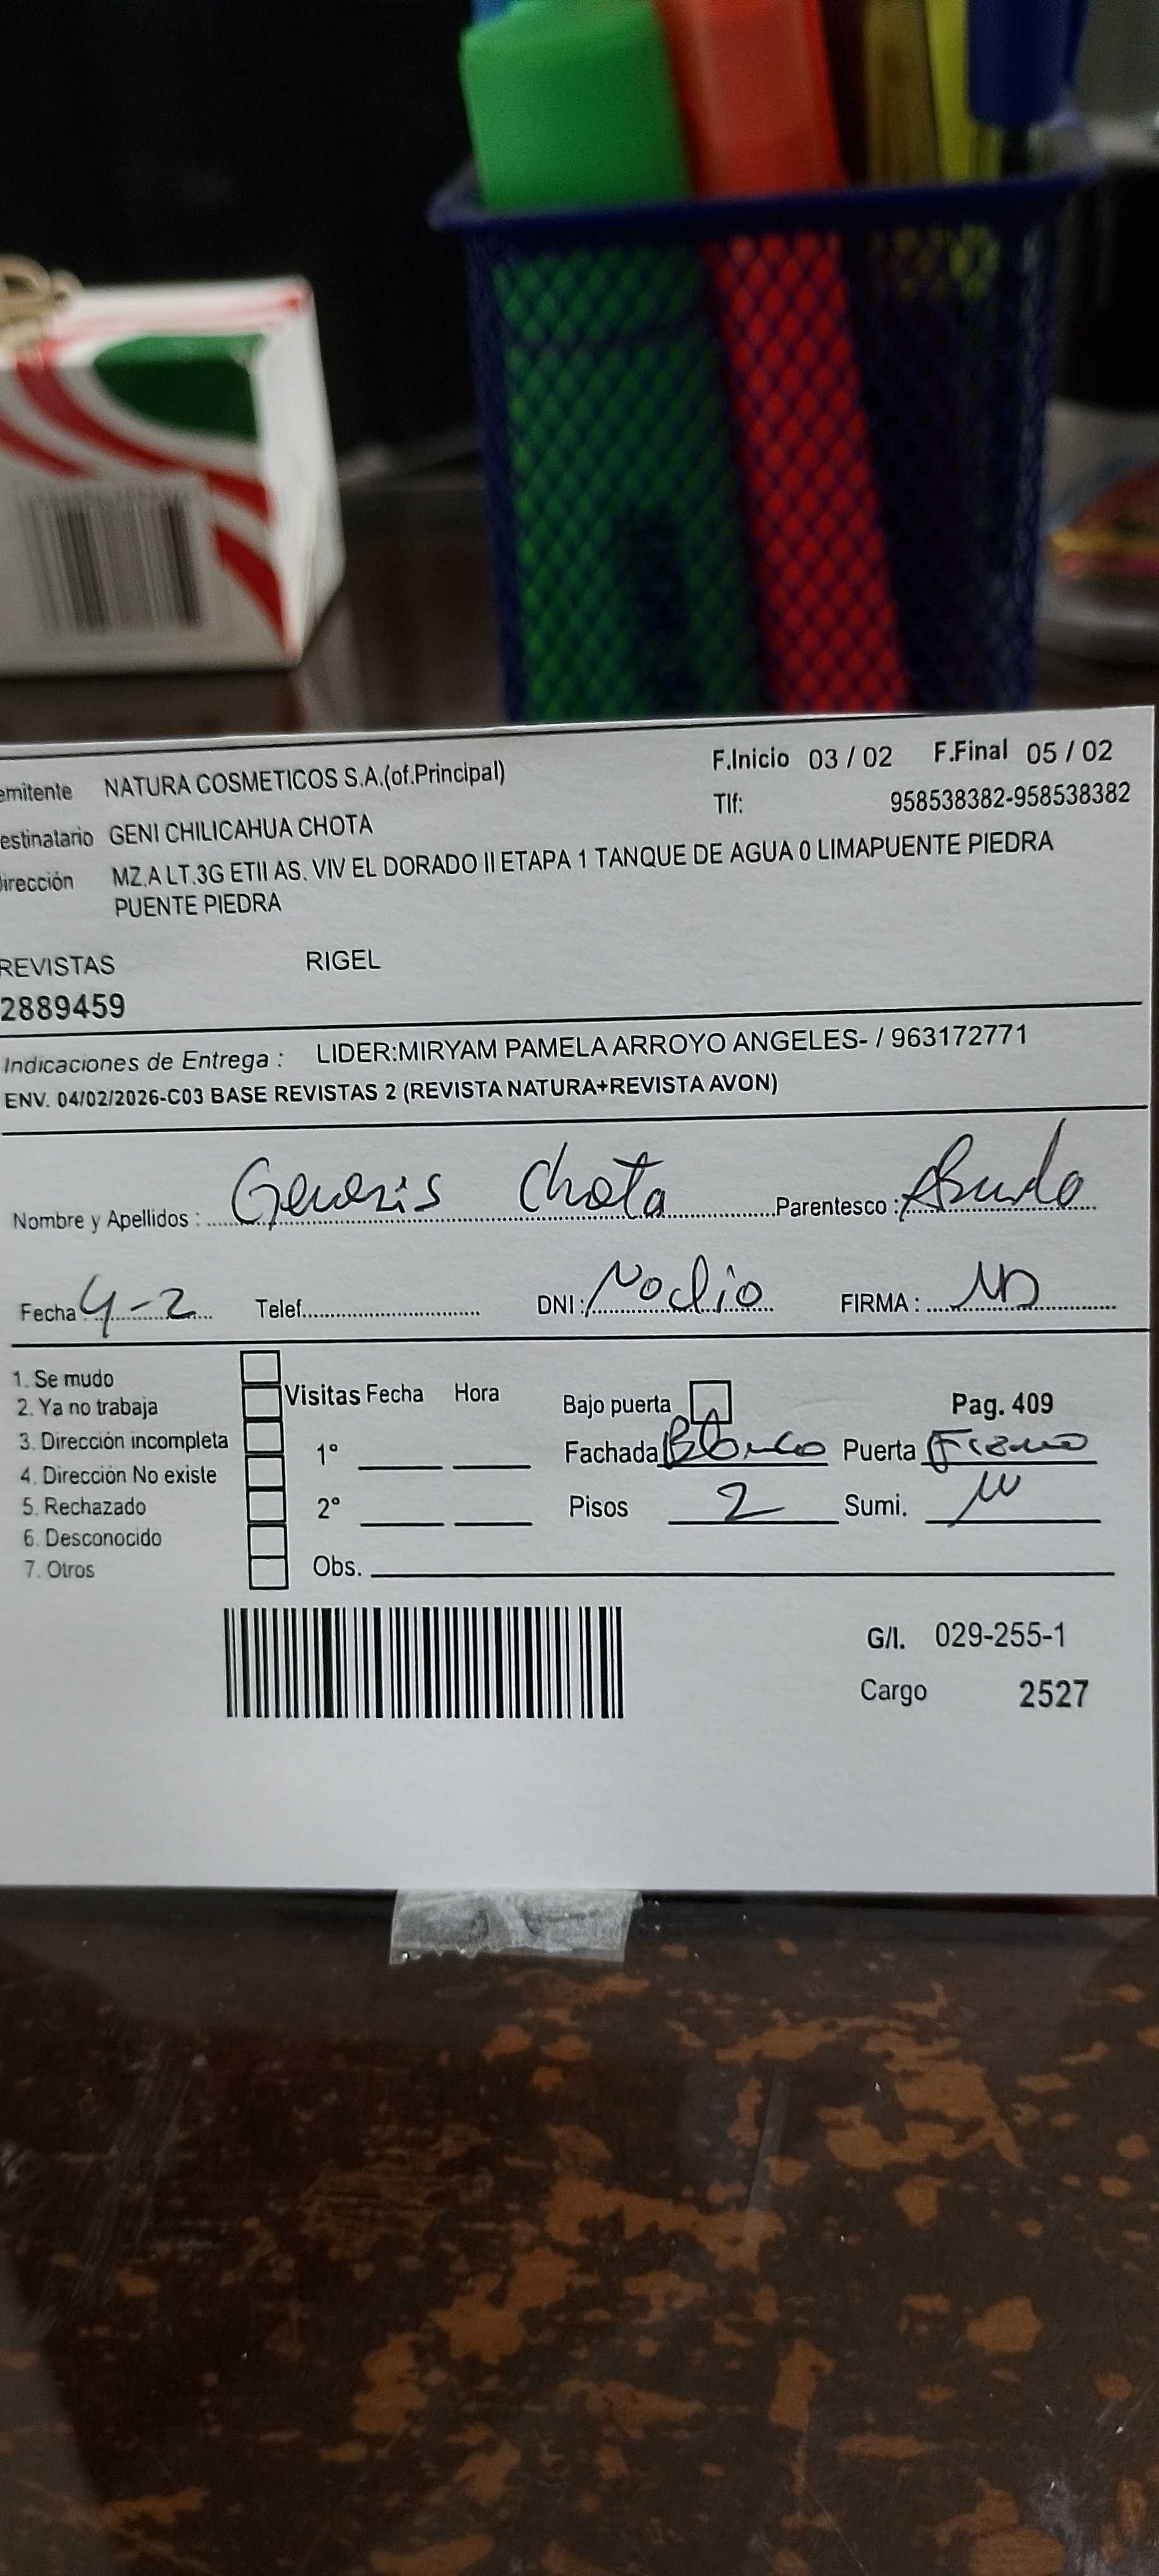 emitente NATURA COSMETICOS S.A.(of.Principal) F.Inicio 03 / 02 F.Final 05 / 02
Tlf: 958538382-958538382
estinatario GENI CHILICAHUA CHOTA
Dirección MZ.A LT.3G ETII AS. VIV EL DORADO II ETAPA 1 TANQUE DE AGUA 0 LIMAPUENTE PIEDRA
PUENTE PIEDRA
REVISTAS RIGEL
2889459
Indicaciones de Entrega : LIDER:MIRYAM PAMELA ARROYO ANGELES- / 963172771
ENV. 04/02/2026-C03 BASE REVISTAS 2 (REVISTA NATURA+REVISTA AVON)
Nombre y Apellidos : Genesis Chota Parentesco :
Fecha 4-2 Telef. DNI: No dio FIRMA :
1. Se mudo
2. Ya no trabaja Visitas Fecha Hora Bajo puerta Pag. 409
3. Dirección incompleta 1° Fachada Blanco Puerta Fierro
4. Dirección No existe
5. Rechazado 2° Pisos 2 Sumi.
6. Desconocido
7. Otros Obs.
G/I. 029-255-1
Cargo 2527